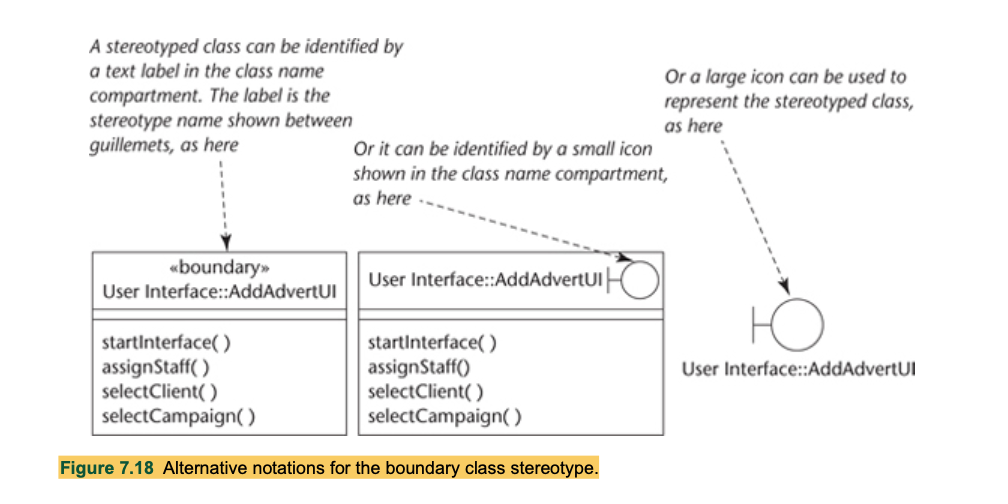 A stereotyped class can be identified by
a text label in the class name
compartment. The label is the
stereotype name shown between
guillemets, as here
Or it can be identified by a small icon
shown in the class name compartment,
as here
Or a large icon can be used to
represent the stereotyped class,
as here
«boundary»
User Interface::AddAdvertUI
startInterface( )
assignStaff( )
selectClient( )
selectCampaign( )
User Interface::AddAdvertUI
startInterface( )
assignStaff()
selectClient( )
selectCampaign( )
User Interface::AddAdvertUI
Figure 7.18 Alternative notations for the boundary class stereotype.